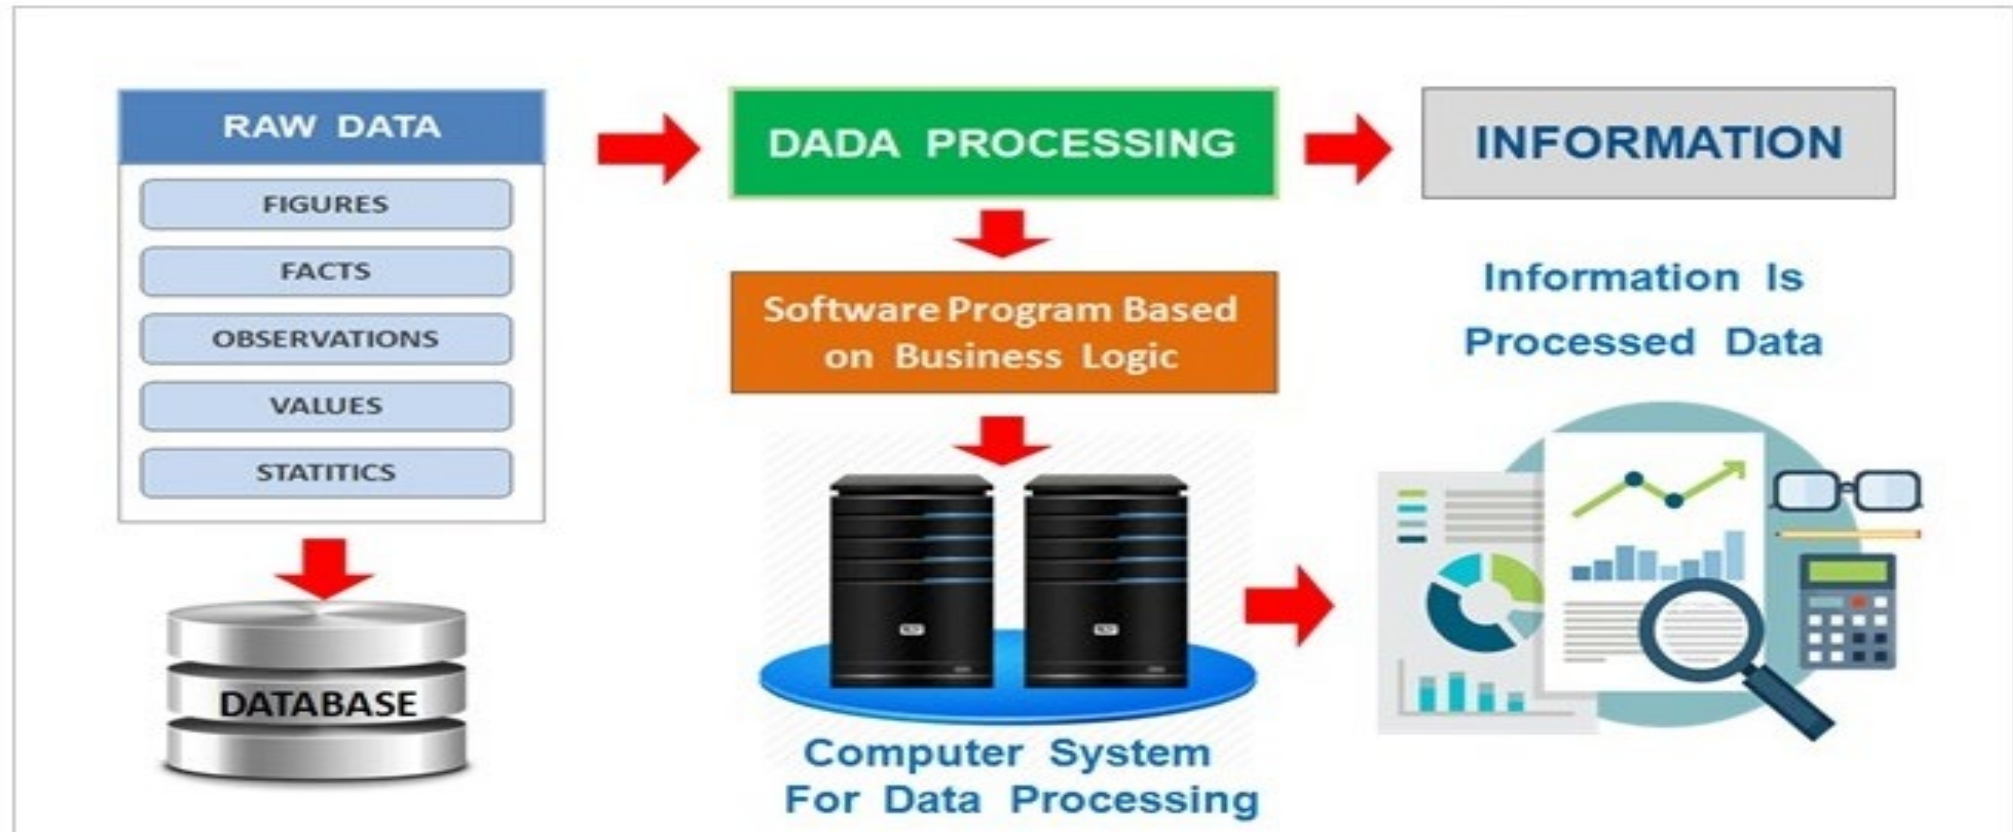 RAW DATA
FIGURES
FACTS
OBSERVATIONS
VALUES
STATITICS
DATABASE
DADA PROCESSING
Software Program Based
on Business Logic
Computer System
For Data Processing
INFORMATION
Information Is
Processed Data